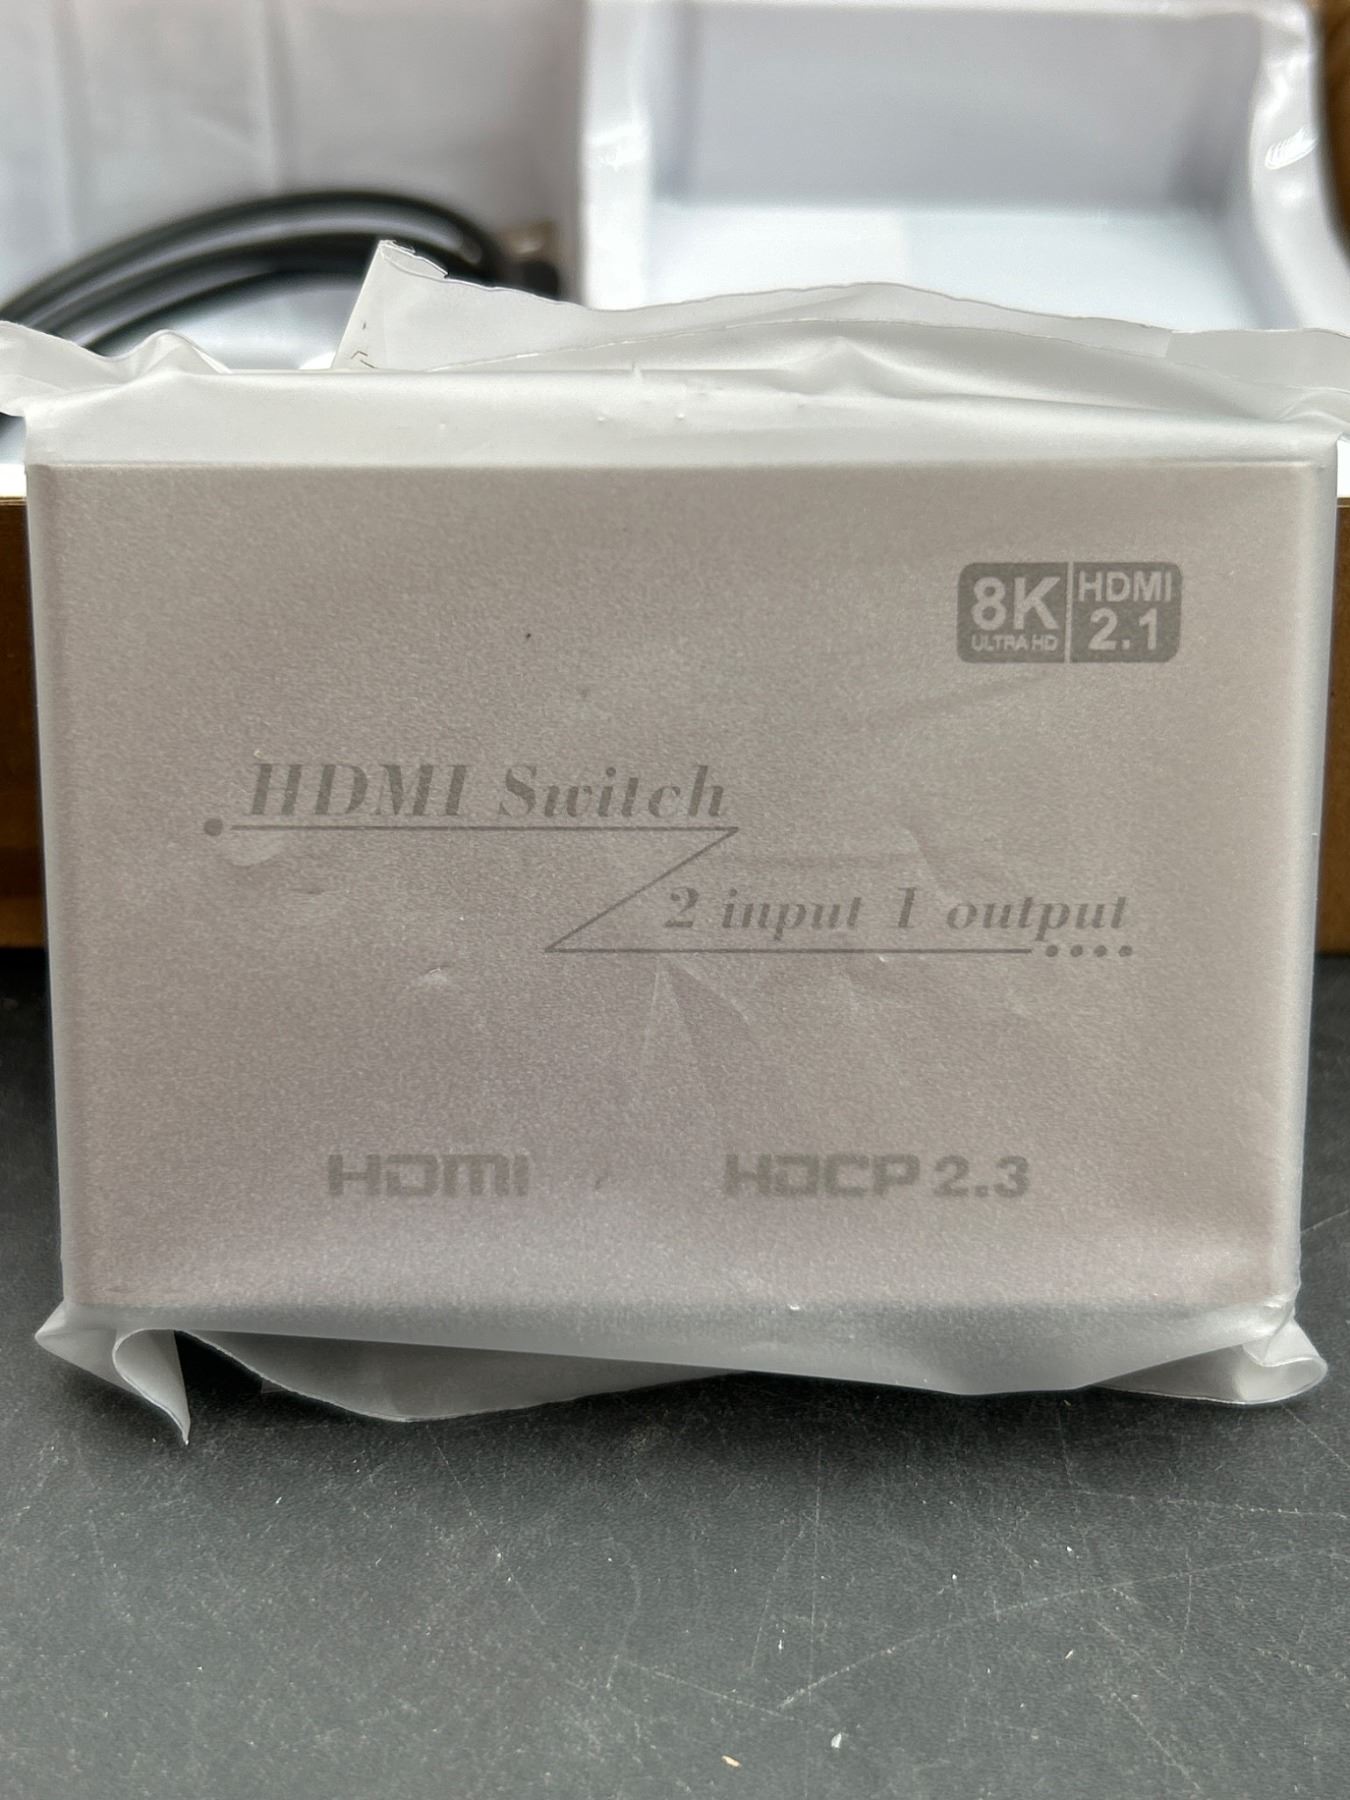 8K HDMI
ULTRA HD 2.1
HDMI Switch
2 input 1 output
HDMI HDCP 2.3